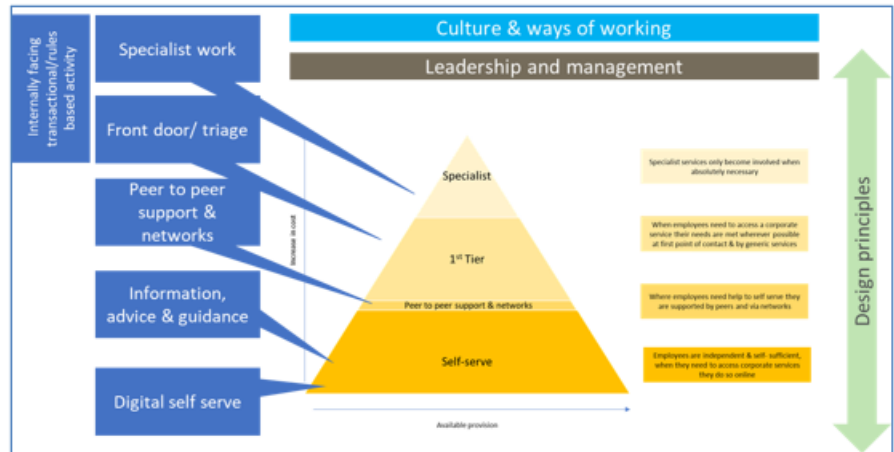 Internally facing
transactional/rules
based activity
Specialist work
Front door/ triage
Peer to peer
support &
networks
Information,
advice & guidance
Digital self serve
Culture & ways of working
Leadership and management
Increase in cost
Specialist
1st Tier
Peer to peer support & networks
Self-serve
Available provision
Specialist services only become involved when
absolutely necessary
When employees need to access a corporate
service their needs are met wherever possible
at first point of contact & by generic services
Where employees need help to self serve they
are supported by peers and via networks
Employees are independent & self- sufficient,
when they need to access corporate services
they do so online
Design principles